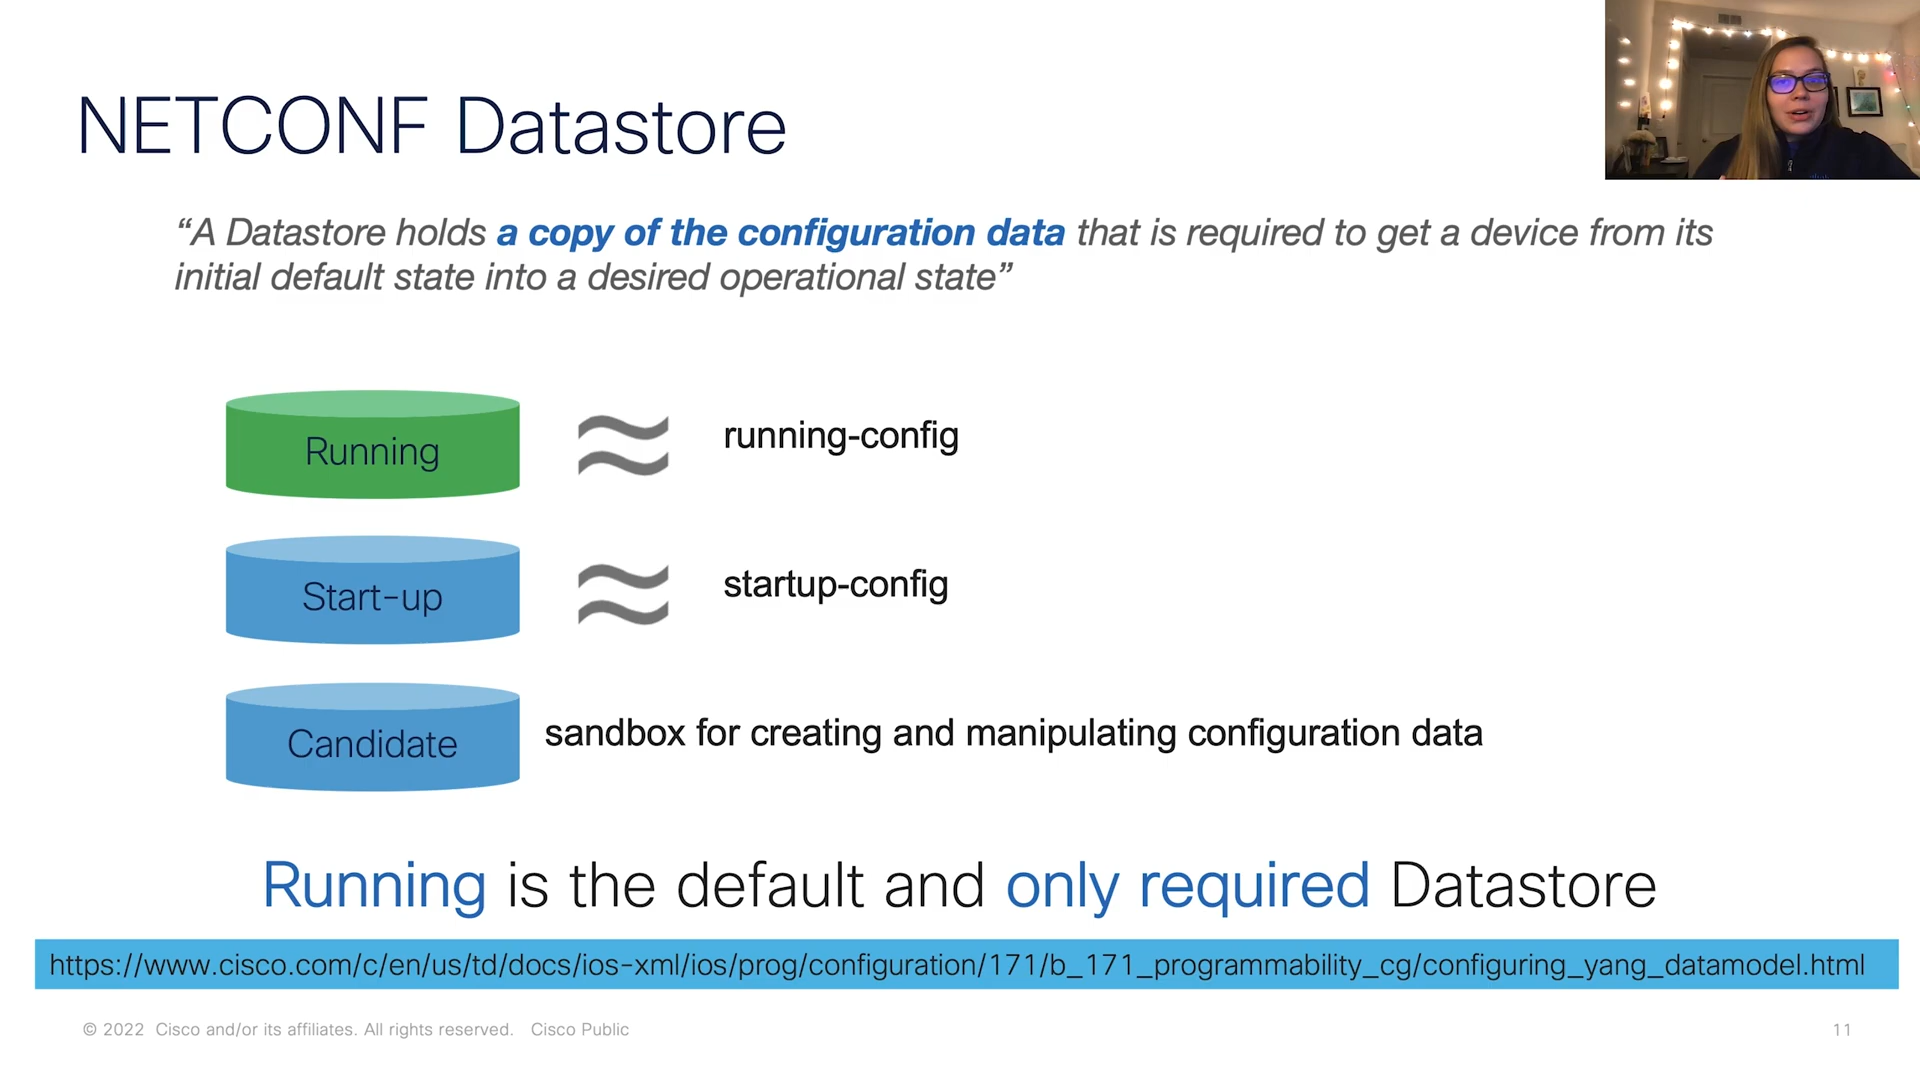 NETCONF Datastore
“A Datastore holds a copy of the configuration data that is required to get a device from its
initial default state into a desired operational state”
Running
running-config
Start-up
startup-config
Candidate
sandbox for creating and manipulating configuration data
Running is the default and only required Datastore
https://www.cisco.com/c/en/us/td/docs/ios-xml/ios/prog/configuration/171/b_171_programmability_cg/configuring_yang_datamodel.html
© 2022 Cisco and/or its affiliates. All rights reserved. Cisco Public
11